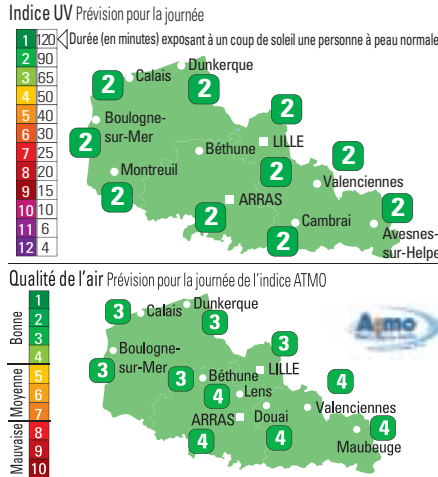 Indice UV Prévision pour la journée
1 120 Durée (en minutes) exposant à un coup de soleil une personne à peau normale
2 90
3 65
4 50
5 40
6 30
7 25
8 20
9 15
10 10
11 6
12 4
Dunkerque
2 Calais 2
2
Boulogne-
sur-Mer
2
Béthune
LILLE
2
2
Montreuil
2
Valenciennes
ARRAS
2
2
Cambrai
2
Avesnes-
sur-Helpe
Qualité de l'air Prévision pour la journée de l'indice ATMO
Bonne
1
2
3
4
Moyenne
5
6
7
Mauvaise
8
9
10
Dunkerque
3 Calais
3
Boulogne-
sur-Mer
3
3
3
Béthune
LILLE
4
Lens
4
ARRAS
Douai
Valenciennes
4
4
4
Maubeuge
Atmo